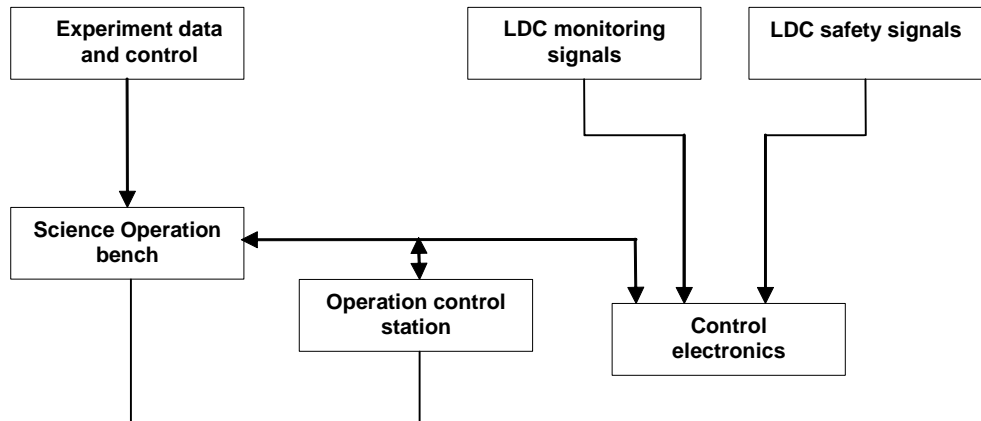 Experiment data
and control
LDC monitoring
signals
LDC safety signals
Science Operation
bench
Operation control
station
Control
electronics